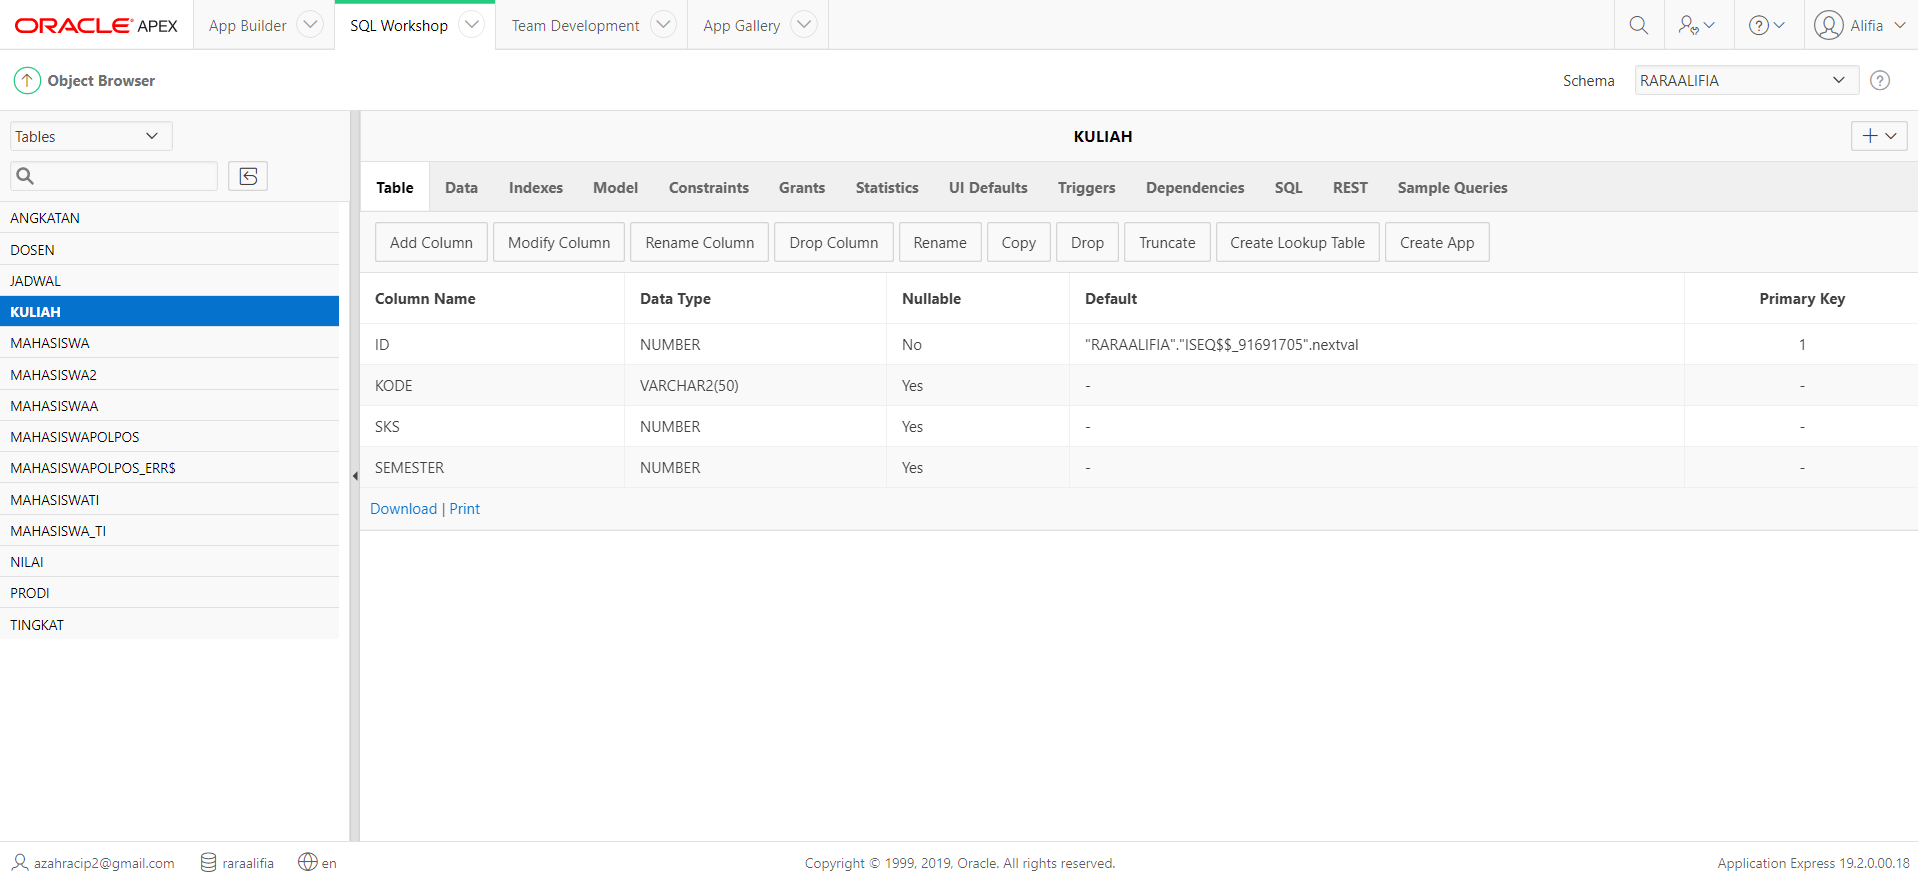 ORACLE® APEX App Builder SQL Workshop Team Development App Gallery Alifia
Object Browser Schema RARAALIFIA
Tables
KULIAH
Table Data Indexes Model Constraints Grants Statistics UI Defaults Triggers Dependencies SQL REST Sample Queries
Add Column Modify Column Rename Column Drop Column Rename Copy Drop Truncate Create Lookup Table Create App
ANGKATAN
DOSEN
JADWAL
KULIAH
MAHASISWA
MAHASISWA2
MAHASISWAA
MAHASISWAPOLPOS
MAHASISWAPOLPOS_ERR$
MAHASISWATI
MAHASISWA_TI
NILAI
PRODI
TINGKAT
Column Name Data Type Nullable Default Primary Key
ID NUMBER No "RARAALIFIA"."ISEQ$$_91691705".nextval 1
KODE VARCHAR2(50) Yes - -
SKS NUMBER Yes - -
SEMESTER NUMBER Yes - -
Download | Print
azahracip2@gmail.com raraalifia en Copyright © 1999, 2019, Oracle. All rights reserved. Application Express 19.2.0.00.18